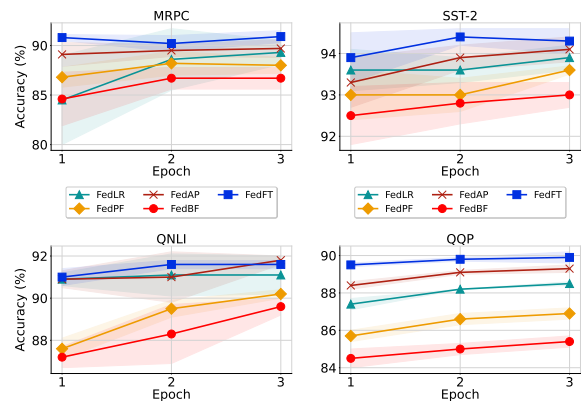 MRPC
Accuracy (%)
90
85
80
1 2 3
Epoch
SST-2
94
93
92
1 2 3
Epoch
FedLR FedAP FedFT
FedPF FedBF
FedLR FedAP FedFT
FedPF FedBF
QNLI
Accuracy (%)
92
90
88
1 2 3
Epoch
QQP
90
88
86
84
1 2 3
Epoch